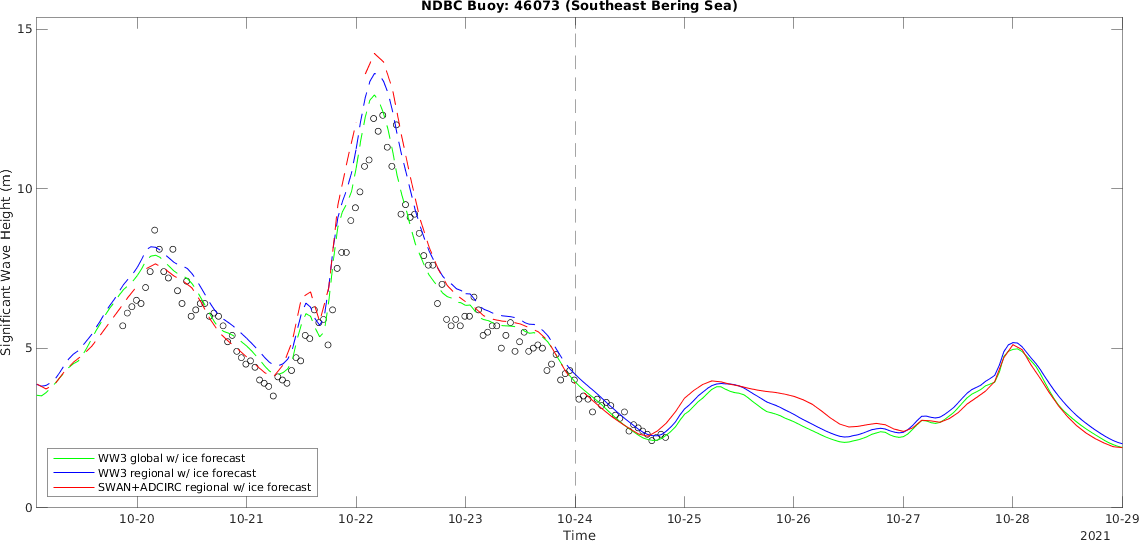 NDBC Buoy: 46073 (Southeast Bering Sea)
Significant Wave Height (m)
15
10
5
0
WW3 global w/ ice forecast
WW3 regional w/ ice forecast
SWAN+ADCIRC regional w/ ice forecast
10-20 10-21 10-22 10-23 10-24 10-25 10-26 10-27 10-28 10-29
Time
2021